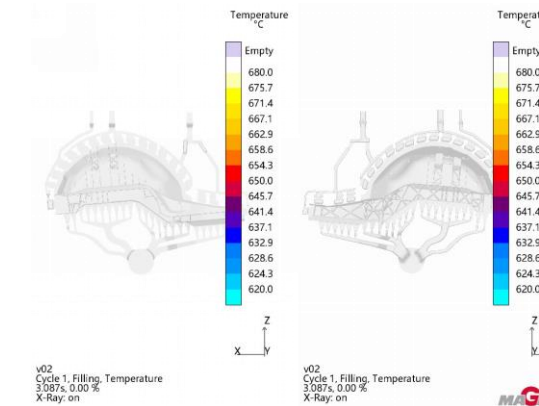 Temperature
°C
Empty
680.0
675.7
671.4
667.1
662.9
658.6
654.3
650.0
645.7
641.4
637.1
632.9
628.6
624.3
620.0
Z
X
Y
v02
Cycle 1, Filling, Temperature
3.087s, 0.00 %
X-Ray: on
Temperat
°C
Empty
680.0
675.7
671.4
667.1
662.9
658.6
654.3
650.0
645.7
641.4
637.1
632.9
628.6
624.3
620.0
Z
Y
v02
Cycle 1, Filling, Temperature
3.087s, 0.00 %
X-Ray: on
MAG